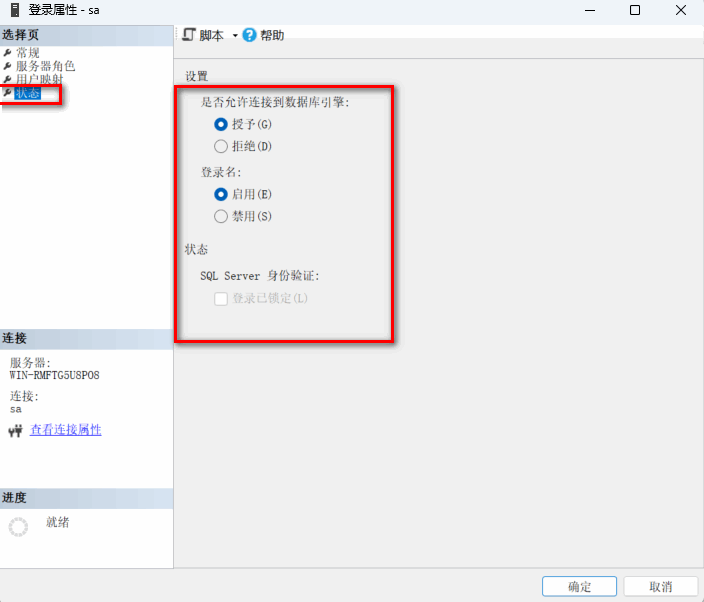 登录属性 - sa
选择页
常规
服务器角色
用户映射
状态
脚本
帮助
设置
是否允许连接到数据库引擎:
授予(G)
拒绝(D)
登录名:
启用(E)
禁用(S)
状态
SQL Server 身份验证:
登录已锁定(L)
连接
服务器:
WIN-RMFTG5U8PO8
连接:
sa
查看连接属性
进度
就绪
确定
取消